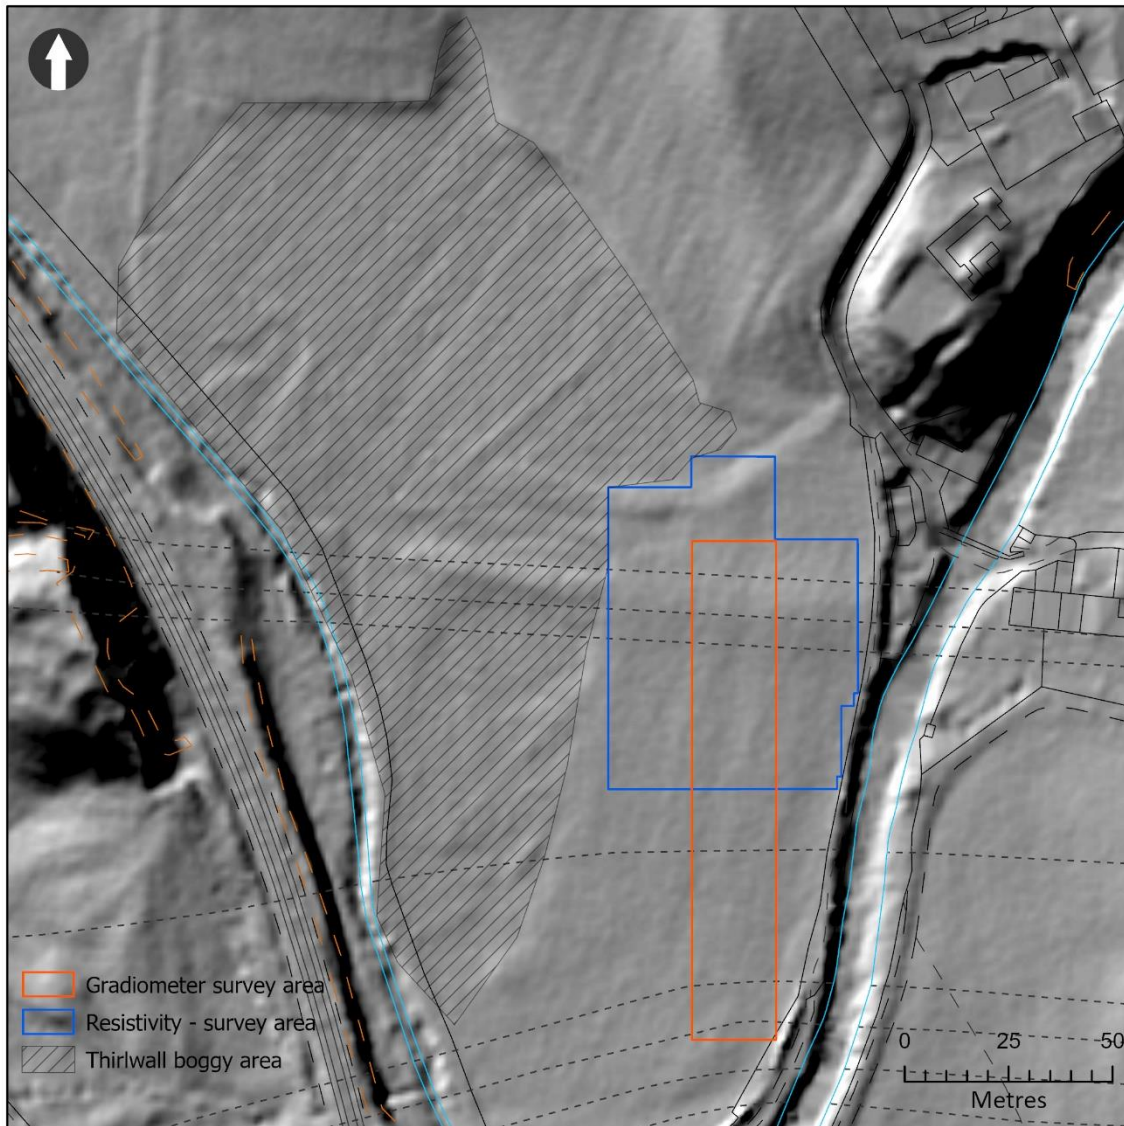 Gradiometer survey area
Resistivity - survey area
Thirlwall boggy area
0 25 50
Metres